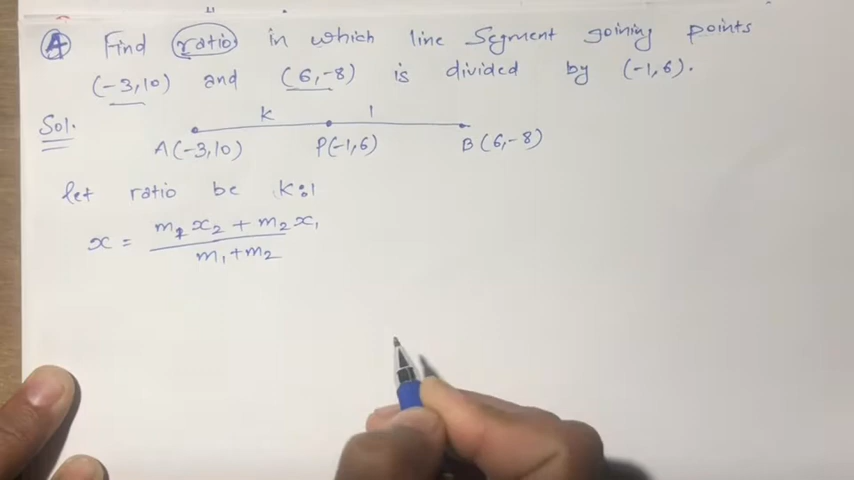 A Find ratio in which line Segment joining points
(-3,10) and (6,-8) is divided by (-1,6).
Sol.
k 1
A(-3,10) P(-1,6) B(6,-8)
let ratio be k:1
x = m₁x₂ + m₂x₁
m₁+m₂